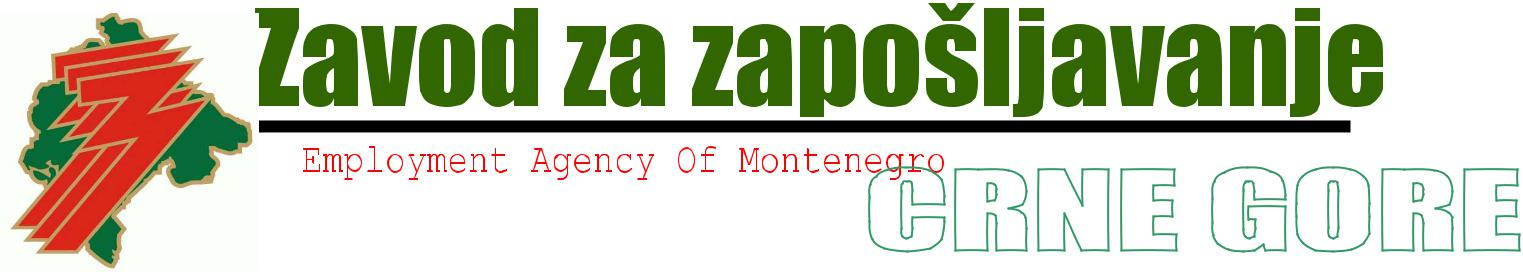 Zavod za zapošljavanje
Employment Agency Of Montenegro
CRNE GORE